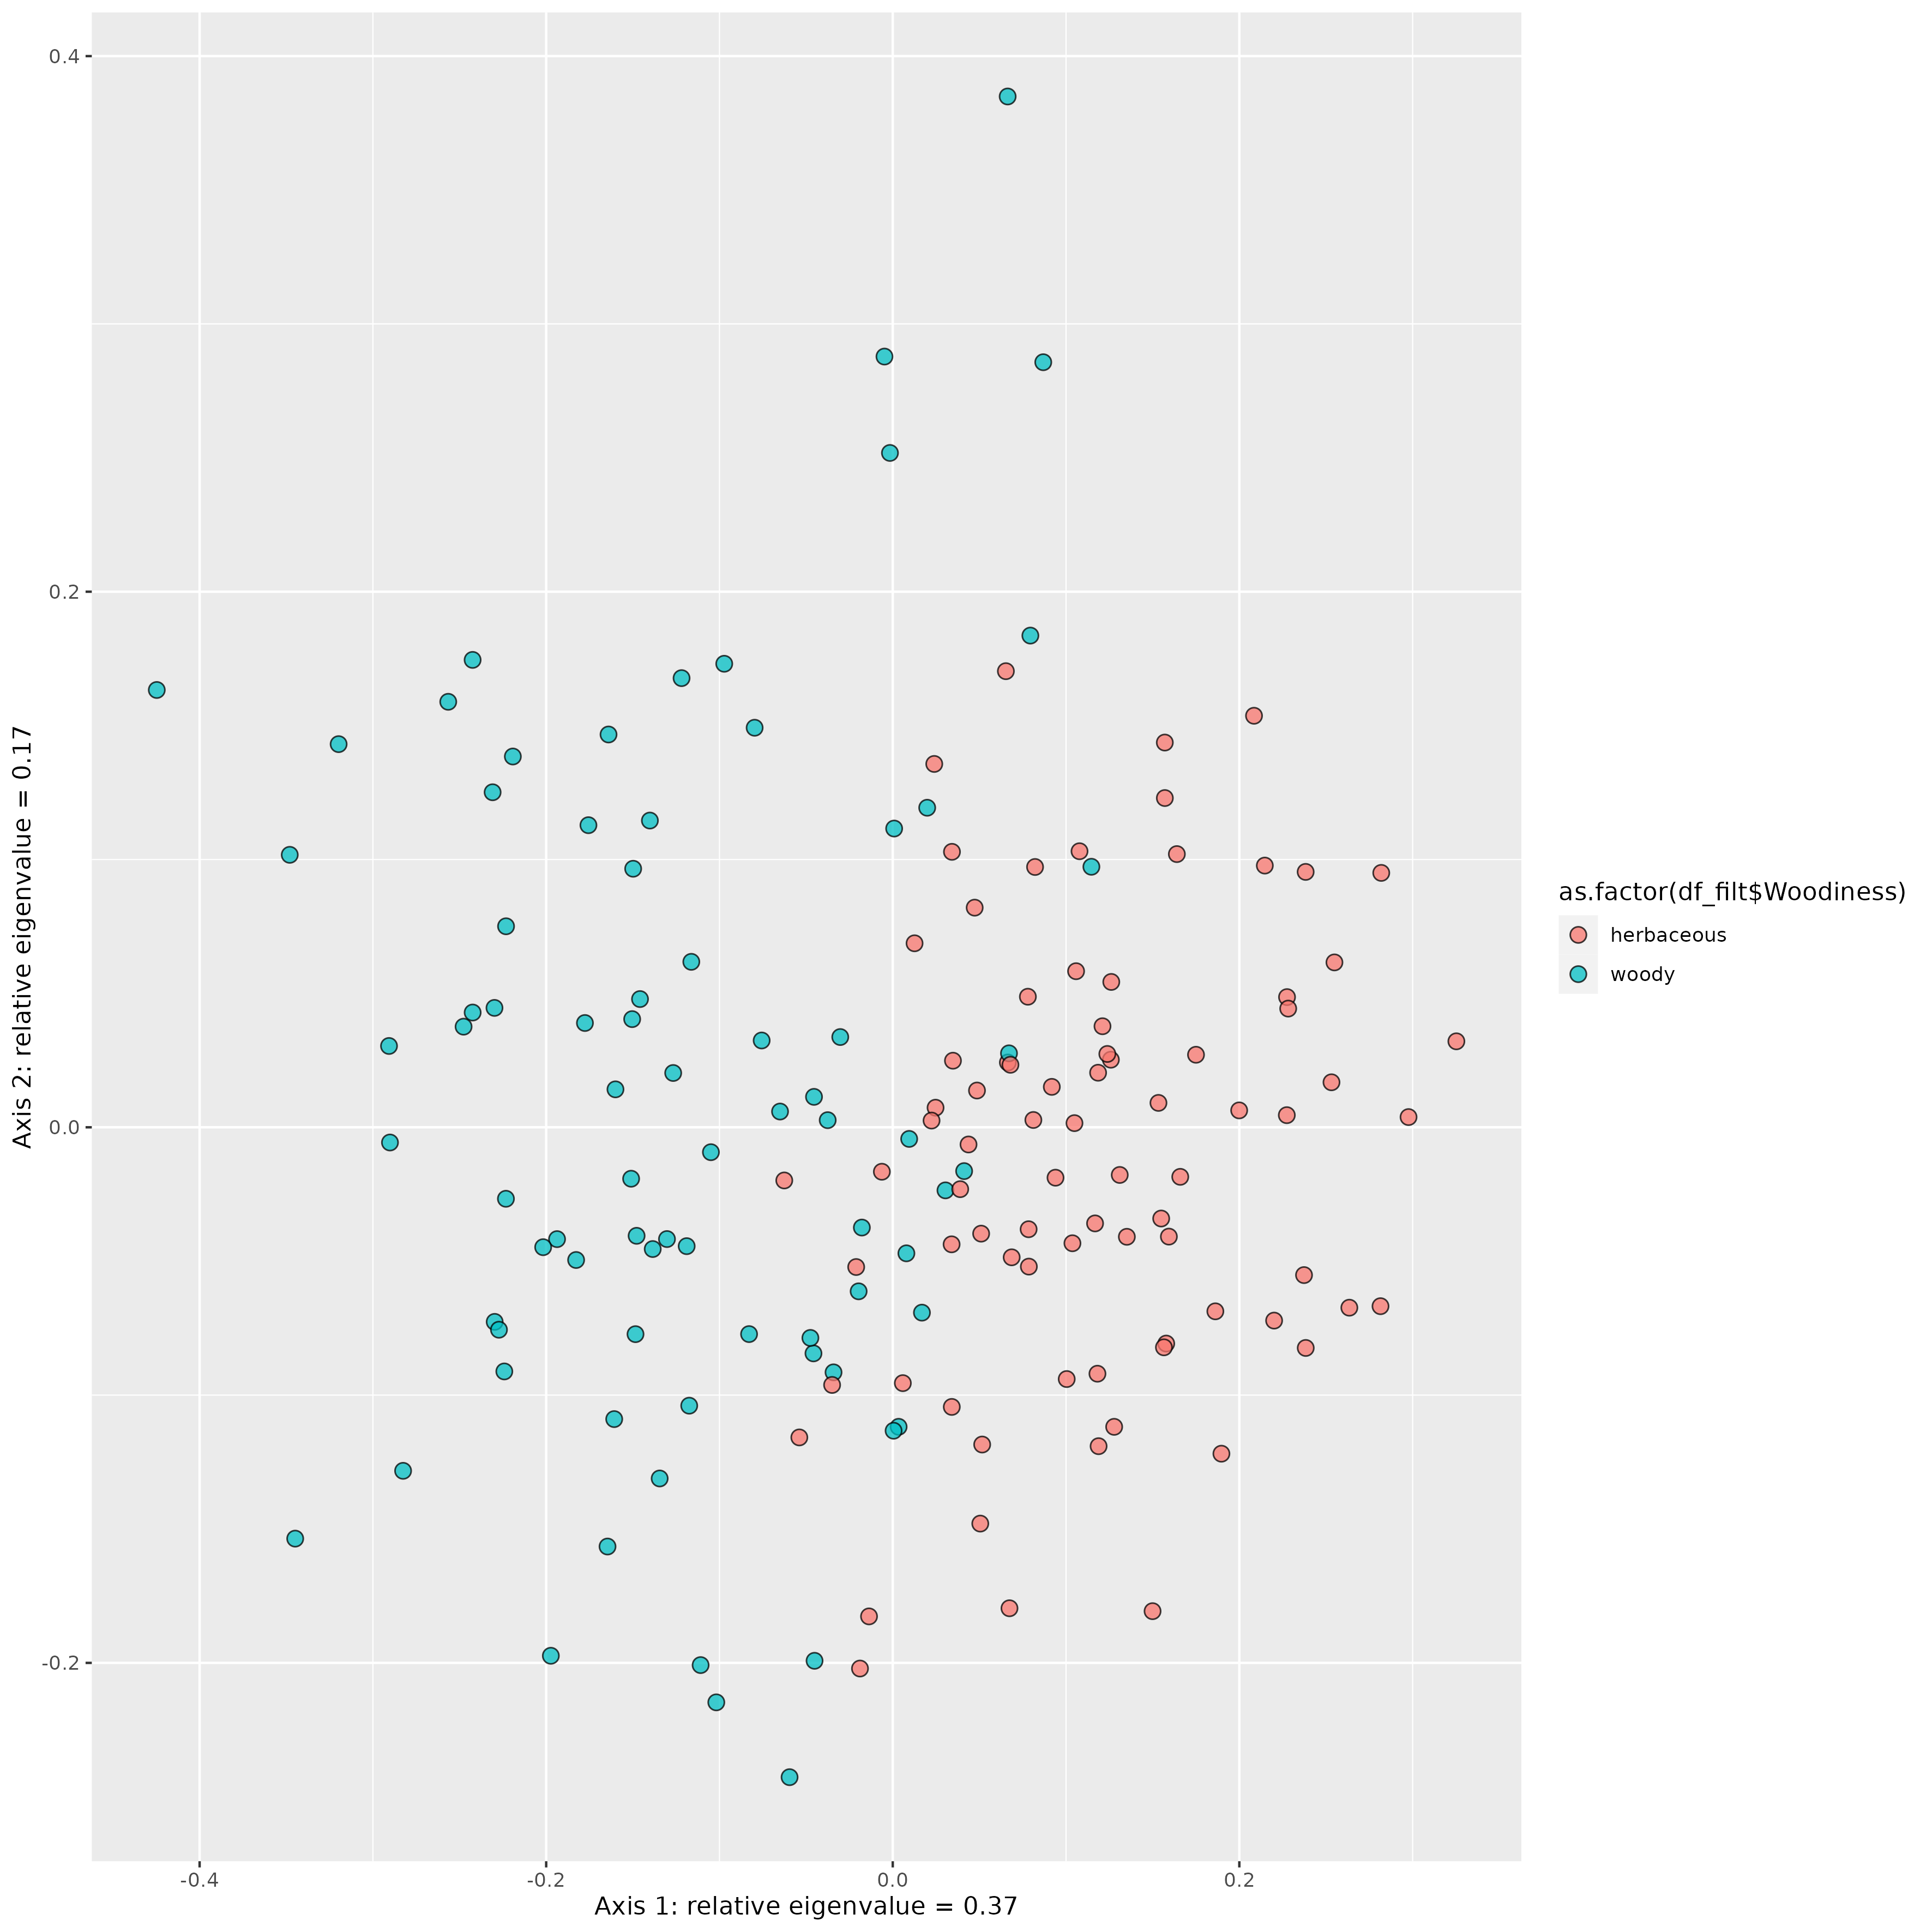 0.4
0.2
0.0
-0.2
Axis 2: relative eigenvalue = 0.17
-0.4
-0.2
0.0
0.2
Axis 1: relative eigenvalue = 0.37
as.factor(df_filt$Woodiness)
herbaceous
woody